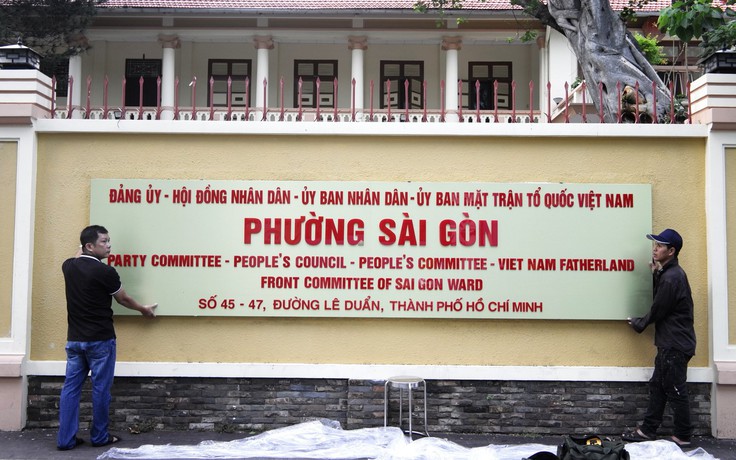 ĐẢNG ỦY - HỘI ĐỒNG NHÂN DÂN - ỦY BAN NHÂN DÂN - ỦY BAN MẶT TRẬN TỔ QUỐC VIỆT NAM
PHƯỜNG SÀI GÒN
PARTY COMMITTEE - PEOPLE'S COUNCIL - PEOPLE'S COMMITTEE - VIET NAM FATHERLAND
FRONT COMMITTEE OF SAI GON WARD
SỐ 45 - 47, ĐƯỜNG LÊ DUẨN, THÀNH PHỐ HỒ CHÍ MINH